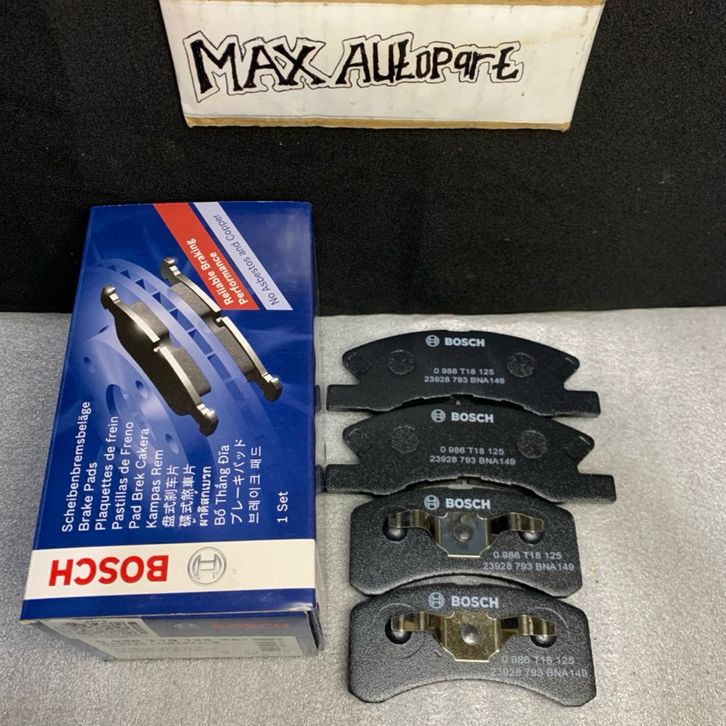 MAX AUtoPart
Reliable Braking
Performance
No Asbestos and Copper
Scheibenbremsbeläge
Brake Pads
Plaquettes de frein
Pastillas de Freno
Pad Brek Cakera
Kampas rem
盘式刹车片
碟式煞車片
ผ้าดิสเบรก
Bố Thắng Đĩa
ブレーキパッド
브레이크 패드
1 Set
BOSCH
BOSCH
0 986 T18 125
23928 793 BNA149
BOSCH
0 986 T18 125
23928 793 BNA149
BOSCH
0 986 T18 125
23928 793 BNA149
BOSCH
0 986 T18 125
23928 793 BNA149